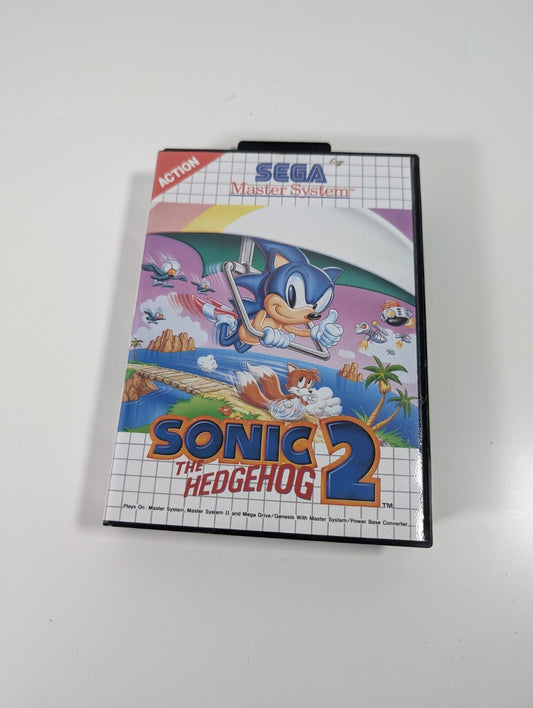 ACTION
SEGA
Master System™
SONIC
THE
HEDGEHOG
2
™
Plays On: Master System, Master System II and Mega Drive/Genesis With Master System/Power Base Converter.